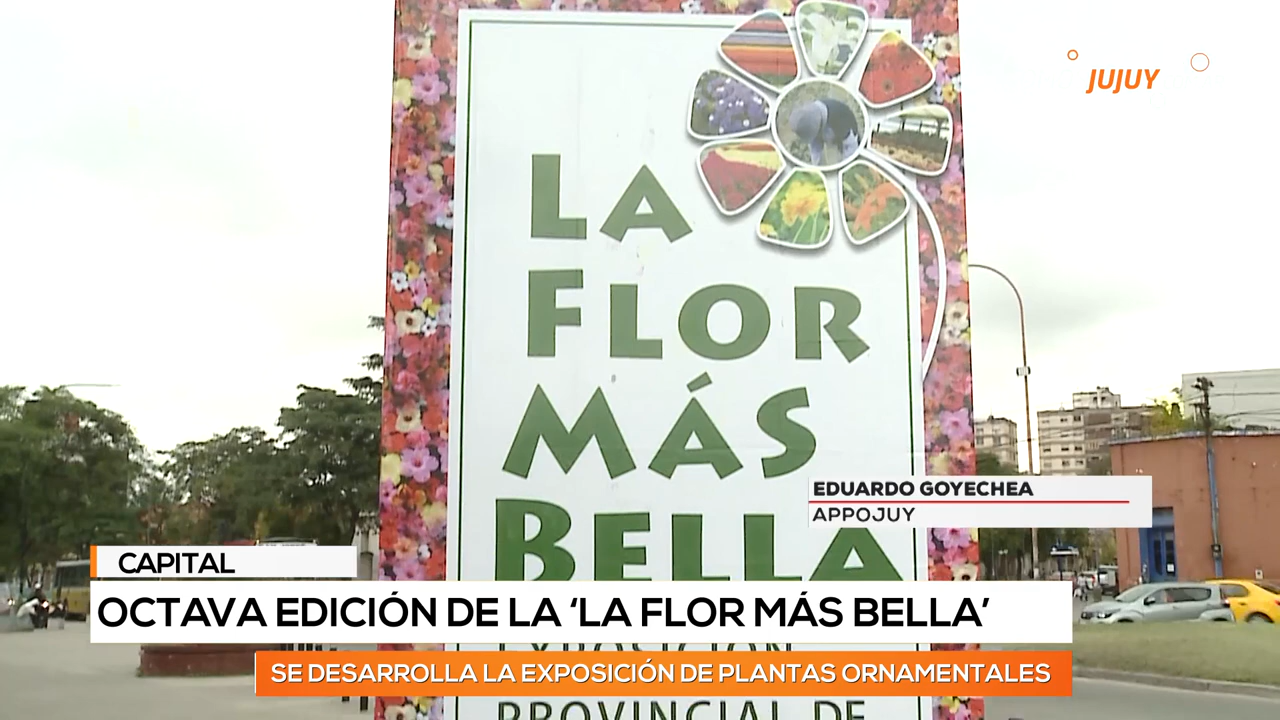 JUJUY
LA
FLOR
MÁS
BELLA
EXPOSICIÓN
PROVINCIAL DE
EDUARDO GOYECHEA
APPOJUY
CAPITAL
OCTAVA EDICIÓN DE LA ‘LA FLOR MÁS BELLA’
SE DESARROLLA LA EXPOSICIÓN DE PLANTAS ORNAMENTALES